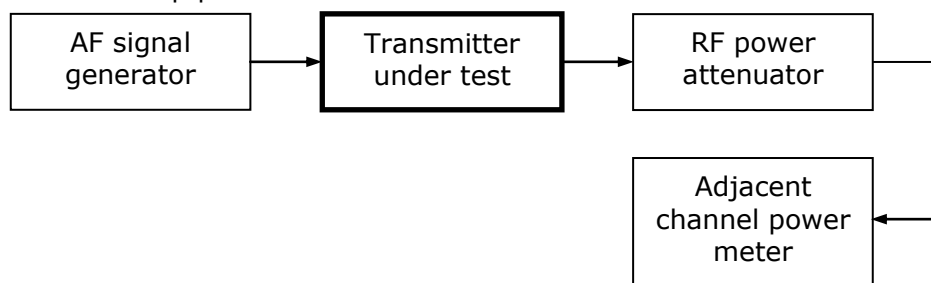 AF signal
generator
Transmitter
under test
RF power
attenuator
Adjacent
channel power
meter